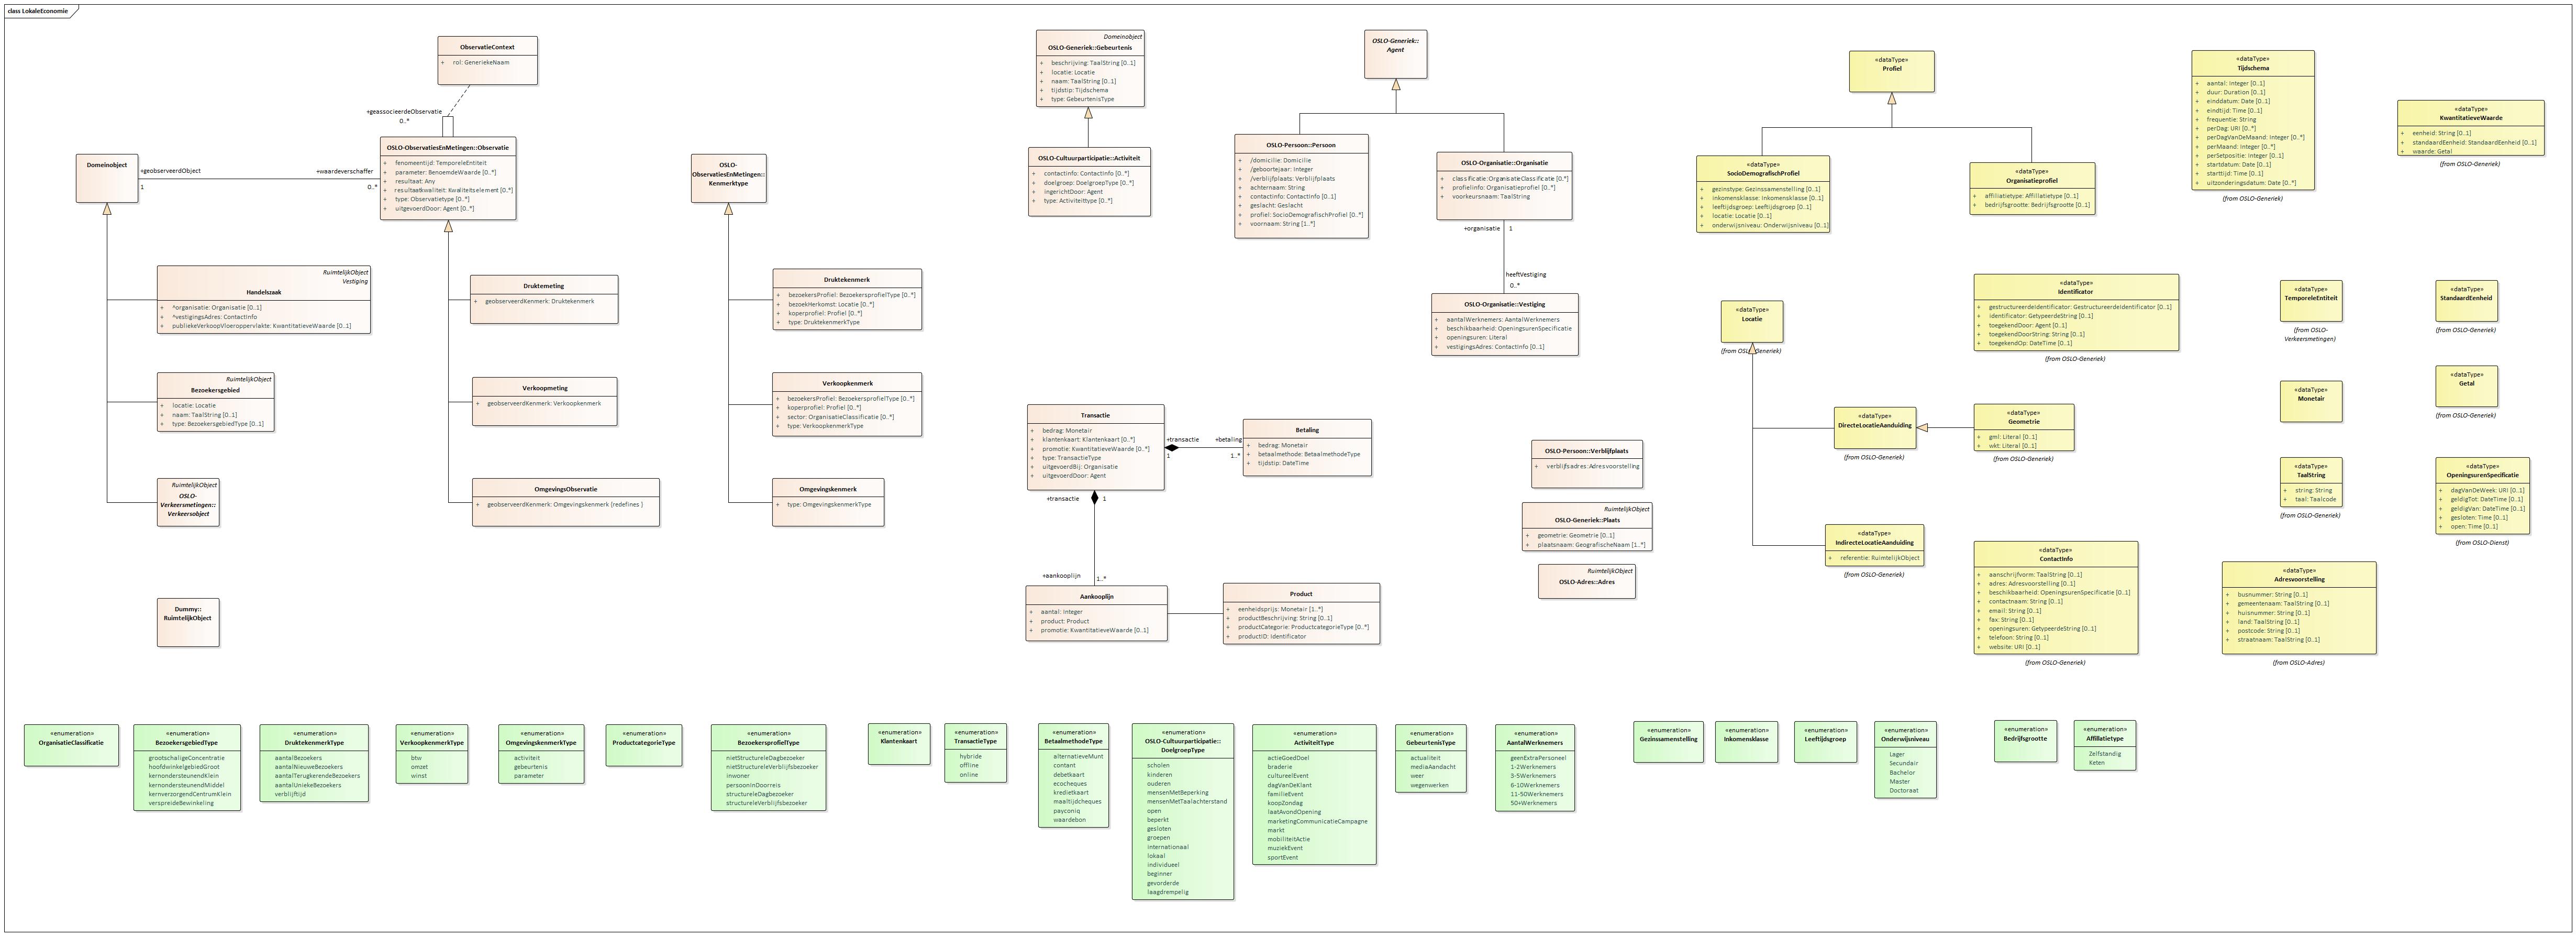 class LokaleEconomie
ObservatieContext
+ rol: GeneriekeNaam
+geassocieerdeObservatie
0..*
Domeinobject
+geobserveerdObject
1
+waardeverschaffer
0..*
OSLO-ObservatiesEnMetingen::Observatie
+ fenomeentijd: TemporeleEntiteit
+ parameter: BenoemdeWaarde [0..*]
+ resultaat: Any
+ resultaatkwaliteit: Kwaliteitselement [0..*]
+ type: Observatietype [0..*]
+ uitgevoerdDoor: Agent [0..*]
OSLO-
ObservatiesEnMetingen::
Kenmerktype
RuimtelijkObject
Vestiging
Handelszaak
+ ^organisatie: Organisatie [0..1]
+ ^vestigingsAdres: ContactInfo
+ publiekeVerkoopVloeroppervlakte: KwantitatieveWaarde [0..1]
Druktemeting
+ geobserveerdKenmerk: Druktekenmerk
Druktekenmerk
+ bezoekersProfiel: BezoekersprofielType [0..*]
+ bezoekHerkomst: Locatie [0..*]
+ koperprofiel: Profiel [0..*]
+ type: DruktekenmerkType
RuimtelijkObject
Bezoekersgebied
+ locatie: Locatie
+ naam: TaalString [0..1]
+ type: BezoekersgebiedType [0..1]
Verkoopmeting
+ geobserveerdKenmerk: Verkoopkenmerk
Verkoopkenmerk
+ bezoekersProfiel: BezoekersprofielType [0..*]
+ koperprofiel: Profiel [0..*]
+ sector: OrganisatieClassificatie [0..*]
+ type: VerkoopkenmerkType
RuimtelijkObject
OSLO-
Verkeersmetingen::
Verkeersobject
OmgevingsObservatie
+ geobserveerdKenmerk: Omgevingskenmerk {redefines }
Omgevingskenmerk
+ type: OmgevingskenmerkType
Dummy::
RuimtelijkObject
Domeinobject
OSLO-Generiek::Gebeurtenis
+ beschrijving: TaalString [0..1]
+ locatie: Locatie
+ naam: TaalString [0..1]
+ tijdstip: Tijdschema
+ type: GebeurtenisType
OSLO-Cultuurparticipatie::Activiteit
+ contactinfo: ContactInfo [0..*]
+ doelgroep: DoelgroepType [0..*]
+ ingerichtDoor: Agent
+ type: Activiteittype [0..*]
OSLO-Generiek::
Agent
OSLO-Persoon::Persoon
+ /domicilie: Domicilie
+ /geboortejaar: Integer
+ /verblijfplaats: Verblijfplaats
+ achternaam: String
+ contactinfo: ContactInfo [0..1]
+ geslacht: Geslacht
+ profiel: SocioDemografischProfiel [0..*]
+ voornaam: String [1..*]
OSLO-Organisatie::Organisatie
+ classificatie: OrganisatieClassificatie [0..*]
+ profielinfo: Organisatieprofiel [0..*]
+ voorkeursnaam: TaalString
+organisatie
1
heeftVestiging
0..*
OSLO-Organisatie::Vestiging
+ aantalWerknemers: AantalWerknemers
+ beschikbaarheid: OpeningsurenSpecificatie
+ openingsuren: Literal
+ vestigingsAdres: ContactInfo [0..1]
Transactie
+ bedrag: Monetair
+ klantenkaart: Klantenkaart [0..*]
+ promotie: KwantitatieveWaarde [0..*]
+ type: TransactieType
+ uitgevoerdBij: Organisatie
+ uitgevoerdDoor: Agent
+transactie
1
+betaling
1..*
Betaling
+ bedrag: Monetair
+ betaalmethode: BetaalmethodeType
+ tijdstip: DateTime
+transactie
1
+aankooplijn
1..*
Aankooplijn
+ aantal: Integer
+ product: Product
+ promotie: KwantitatieveWaarde [0..1]
Product
+ eenheidsprijs: Monetair [1..*]
+ productBeschrijving: String [0..1]
+ productCategorie: ProductcategorieType [0..*]
+ productID: Identificator
OSLO-Persoon::Verblijfplaats
+ verblijfsadres: Adresvoorstelling
RuimtelijkObject
OSLO-Generiek::Plaats
+ geometrie: Geometrie [0..1]
+ plaatsnaam: GeografischeNaam [1..*]
RuimtelijkObject
OSLO-Adres::Adres
«dataType»
Profiel
«dataType»
SocioDemografischProfiel
+ gezinstype: Gezinssamenstelling [0..1]
+ inkomensklasse: Inkomensklasse [0..1]
+ leeftijdsgroep: Leeftijdsgroep [0..1]
+ locatie: Locatie [0..1]
+ onderwijsniveau: Onderwijsniveau [0..1]
«dataType»
Organisatieprofiel
+ affiliatietype: Affiliatietype [0..1]
+ bedrijfsgrootte: Bedrijfsgrootte [0..1]
«dataType»
Tijdschema
+ aantal: Integer [0..1]
+ duur: Duration [0..1]
+ einddatum: Date [0..1]
+ eindtijd: Time [0..1]
+ frequentie: String
+ perDag: URI [0..*]
+ perDagVanDeMaand: Integer [0..*]
+ perMaand: Integer [0..*]
+ perSetpositie: Integer [0..1]
+ startdatum: Date [0..1]
+ starttijd: Time [0..1]
+ uitzonderingsdatum: Date [0..*]
(from OSLO-Generiek)
«dataType»
KwantitatieveWaarde
+ eenheid: String [0..1]
+ standaardEenheid: StandaardEenheid [0..1]
+ waarde: Getal
(from OSLO-Generiek)
«dataType»
Locatie
(from OSLO-Generiek)
«dataType»
Identificator
+ gestructureerdeIdentificator: GestructureerdeIdentificator [0..1]
+ identificator: GetypeerdeString [0..1]
+ toegekendDoor: Agent [0..1]
+ toegekendDoorString: String [0..1]
+ toegekendOp: DateTime [0..1]
(from OSLO-Generiek)
«dataType»
TemporeleEntiteit
(from OSLO-
Verkeersmetingen)
«dataType»
StandaardEenheid
(from OSLO-Generiek)
«dataType»
DirecteLocatieAanduiding
(from OSLO-Generiek)
«dataType»
Geometrie
+ gml: Literal [0..1]
+ wkt: Literal [0..1]
(from OSLO-Generiek)
«dataType»
Monetair
«dataType»
Getal
(from OSLO-Generiek)
«dataType»
TaalString
+ string: String
+ taal: Taalcode
(from OSLO-Generiek)
«dataType»
OpeningsurenSpecificatie
+ dagVanDeWeek: URI [0..1]
+ geldigTot: DateTime [0..1]
+ geldigVan: DateTime [0..1]
+ gesloten: Time [0..1]
+ open: Time [0..1]
(from OSLO-Dienst)
«dataType»
IndirecteLocatieAanduiding
+ referentie: RuimtelijkObject
(from OSLO-Generiek)
«dataType»
ContactInfo
+ aanschrijfvorm: TaalString [0..1]
+ adres: Adresvoorstelling [0..1]
+ beschikbaarheid: OpeningsurenSpecificatie [0..1]
+ contactnaam: String [0..1]
+ email: String [0..1]
+ fax: String [0..1]
+ openingsuren: GetypeerdeString [0..1]
+ telefoon: String [0..1]
+ website: URI [0..1]
(from OSLO-Generiek)
«dataType»
Adresvoorstelling
+ busnummer: String [0..1]
+ gemeentenaam: TaalString [0..1]
+ huisnummer: String [0..1]
+ land: TaalString [0..1]
+ postcode: String [0..1]
+ straatnaam: TaalString [0..1]
(from OSLO-Adres)
«enumeration»
OrganisatieClassificatie
«enumeration»
BezoekersgebiedType
grootschaligeConcentratie
hoofdwinkelgebiedGroot
kernondersteunendKlein
kernondersteunendMiddel
kernverzorgendCentrumKlein
verspreideBewinkeling
«enumeration»
DruktekenmerkType
aantalBezoekers
aantalNieuweBezoekers
aantalTerugkerendeBezoekers
aantalUniekeBezoekers
verblijftijd
«enumeration»
VerkoopkenmerkType
btw
omzet
winst
«enumeration»
OmgevingskenmerkType
activiteit
gebeurtenis
parameter
«enumeration»
ProductcategorieType
«enumeration»
BezoekersprofielType
nietStructureleDagbezoeker
nietStructureleVerblijfsbezoeker
inwoner
persoonInDoorreis
structureleDagbezoeker
structureleVerblijfsbezoeker
«enumeration»
Klantenkaart
«enumeration»
TransactieType
hybride
offline
online
«enumeration»
BetaalmethodeType
alternatieveMunt
contant
debetkaart
ecocheques
kredietkaart
maaltijdcheques
payconiq
waardebon
«enumeration»
OSLO-Cultuurparticipatie::
DoelgroepType
scholen
kinderen
ouderen
mensenMetBeperking
mensenMetTaalachterstand
open
beperkt
gesloten
groepen
internationaal
lokaal
individueel
beginner
gevorderde
laagdrempelig
«enumeration»
ActiviteitType
actieGoedDoel
braderie
cultureelEvent
dagVanDeKlant
familieEvent
koopZondag
laatAvondOpening
marketingCommunicatieCampagne
markt
mobiliteitActie
muziekEvent
sportEvent
«enumeration»
GebeurtenisType
actualiteit
mediaAandacht
weer
wegenwerken
«enumeration»
AantalWerknemers
geenExtraPersoneel
1-2Werknemers
3-5Werknemers
6-10Werknemers
11-50Werknemers
50+Werknemers
«enumeration»
Gezinssamenstelling
«enumeration»
Inkomensklasse
«enumeration»
Leeftijdsgroep
«enumeration»
Onderwijsniveau
Lager
Secundair
Bachelor
Master
Doctoraat
«enumeration»
Bedrijfsgrootte
«enumeration»
Affiliatietype
Zelfstandig
Keten